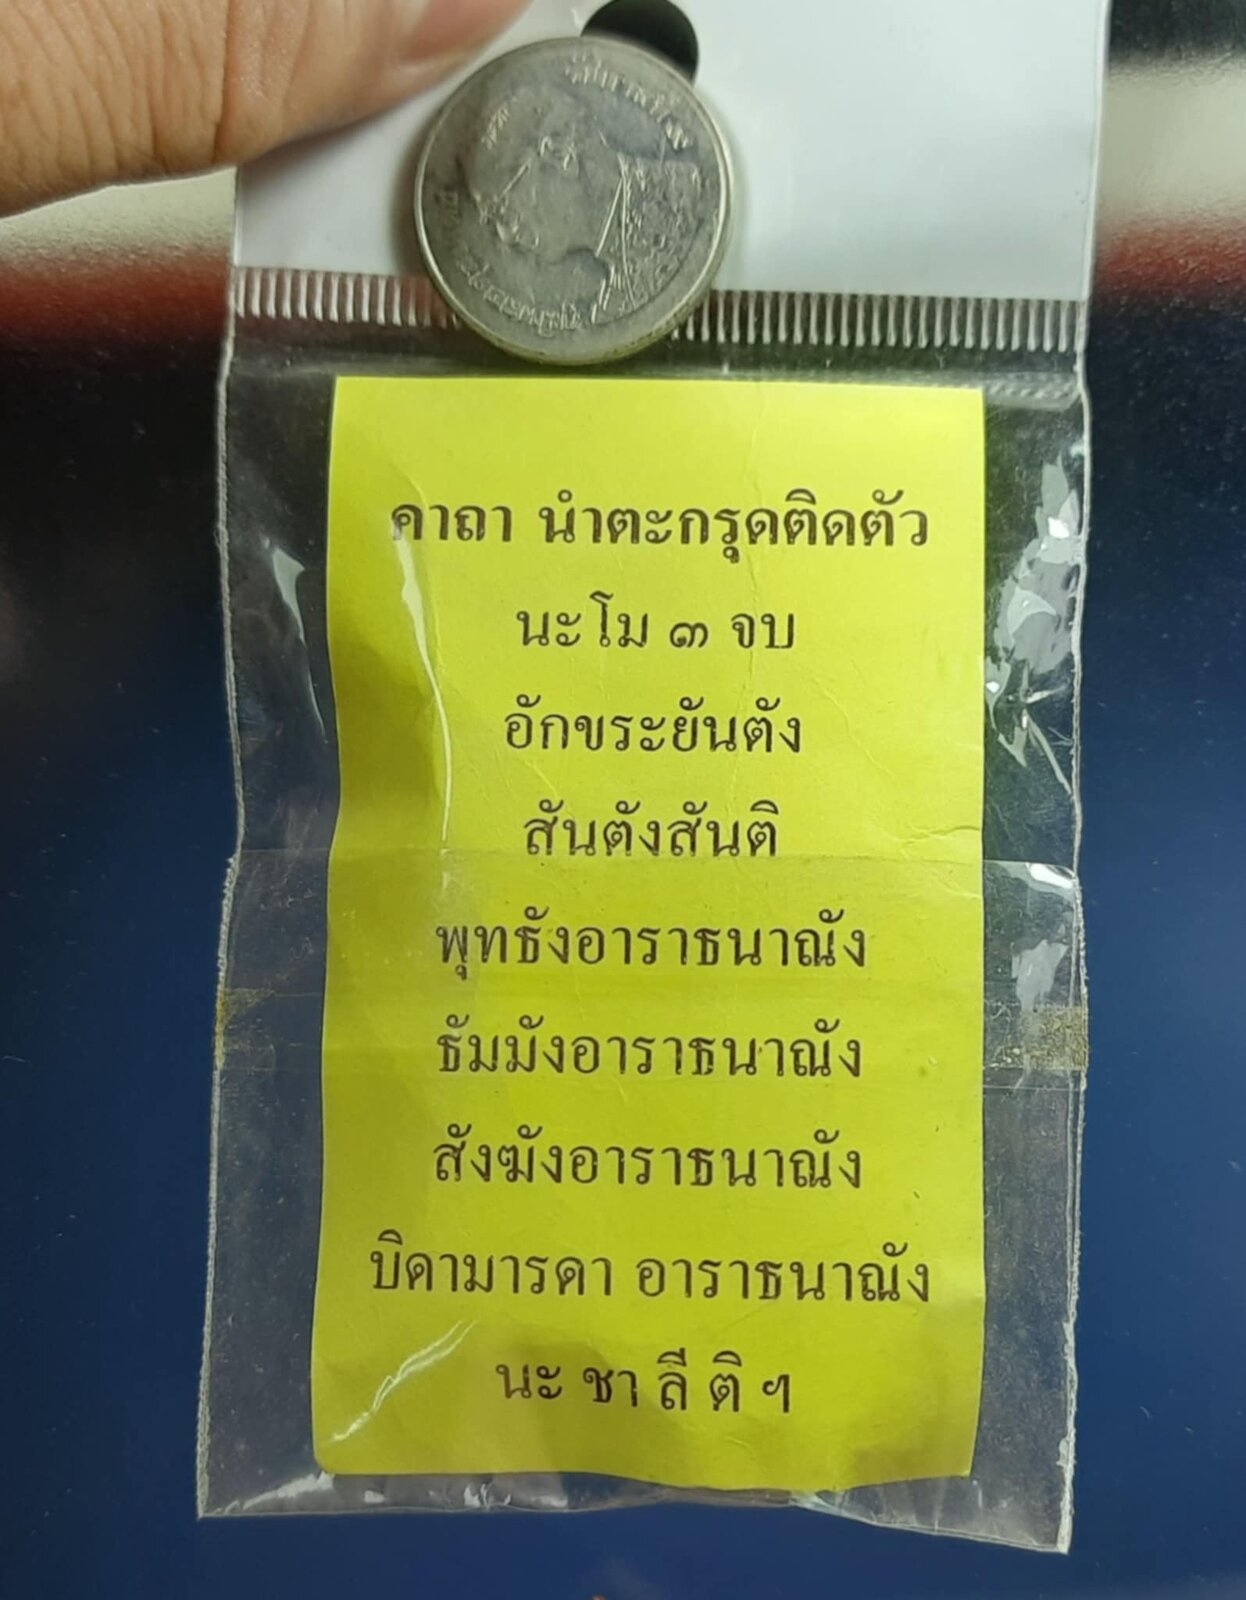 คาถา นำตะกรุดติดตัว
นะโม ๓ จบ
อักขระยันตัง
สันตังสันติ
พุทธังอาราธนาณัง
ธัมมังอาราธนาณัง
สังฆังอาราธนาณัง
บิดามารดา อาราธนาณัง
นะ ชา ลี ติ ฯ